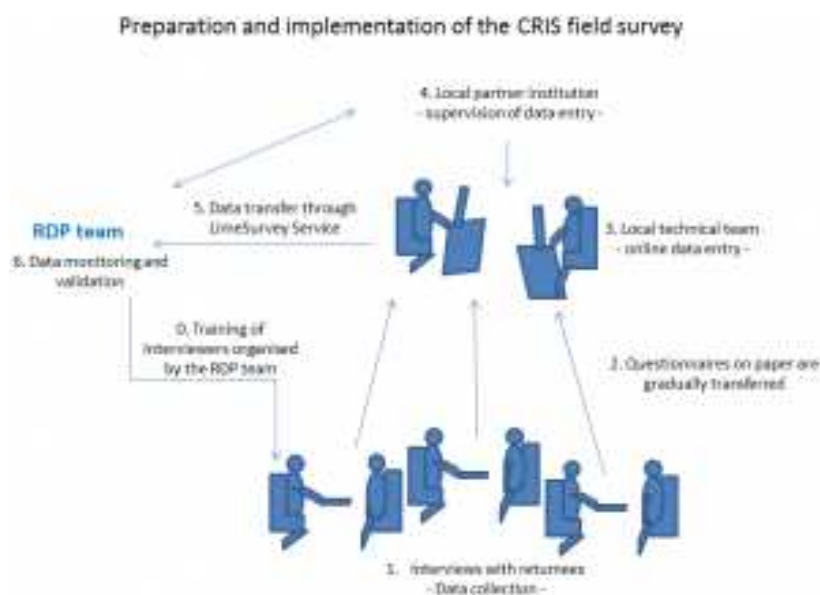 Preparation and implementation of the CRIS field survey
4. Local partner institution
- supervision of data entry -
5. Data transfer through
LimeSurvey Service
RDP team
6. Data monitoring and
validation
3. Local technical team
- online data entry -
0. Training of
interviewers organised
by the RDP team
2. Questionnaires on paper are
gradually transferred
1. Interviews with returnees
- Data collection -